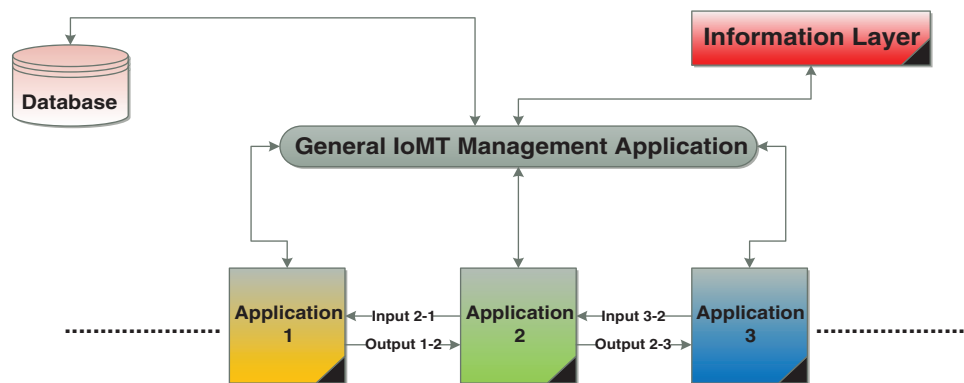 Information Layer
Database
General IoMT Management Application
Application
1
Input 2-1
Output 1-2
Application
2
Input 3-2
Output 2-3
Application
3